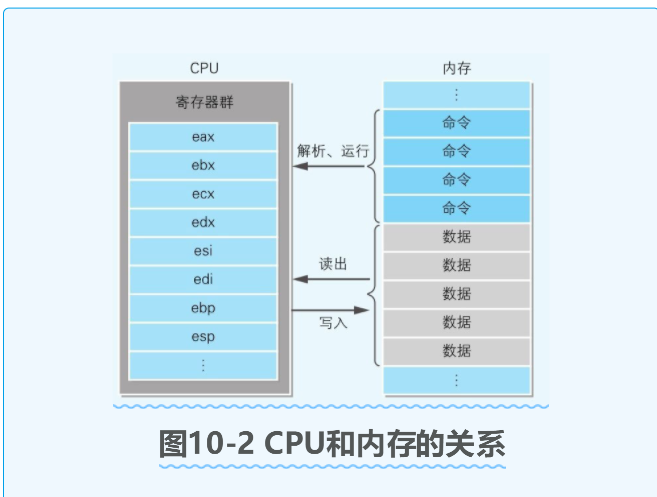 CPU
寄存器群
eax
ebx
ecx
edx
esi
edi
ebp
esp
⋮
解析、运行
读出
写入
内存
⋮
命令
命令
命令
命令
数据
数据
数据
数据
数据
⋮
图10-2 CPU和内存的关系